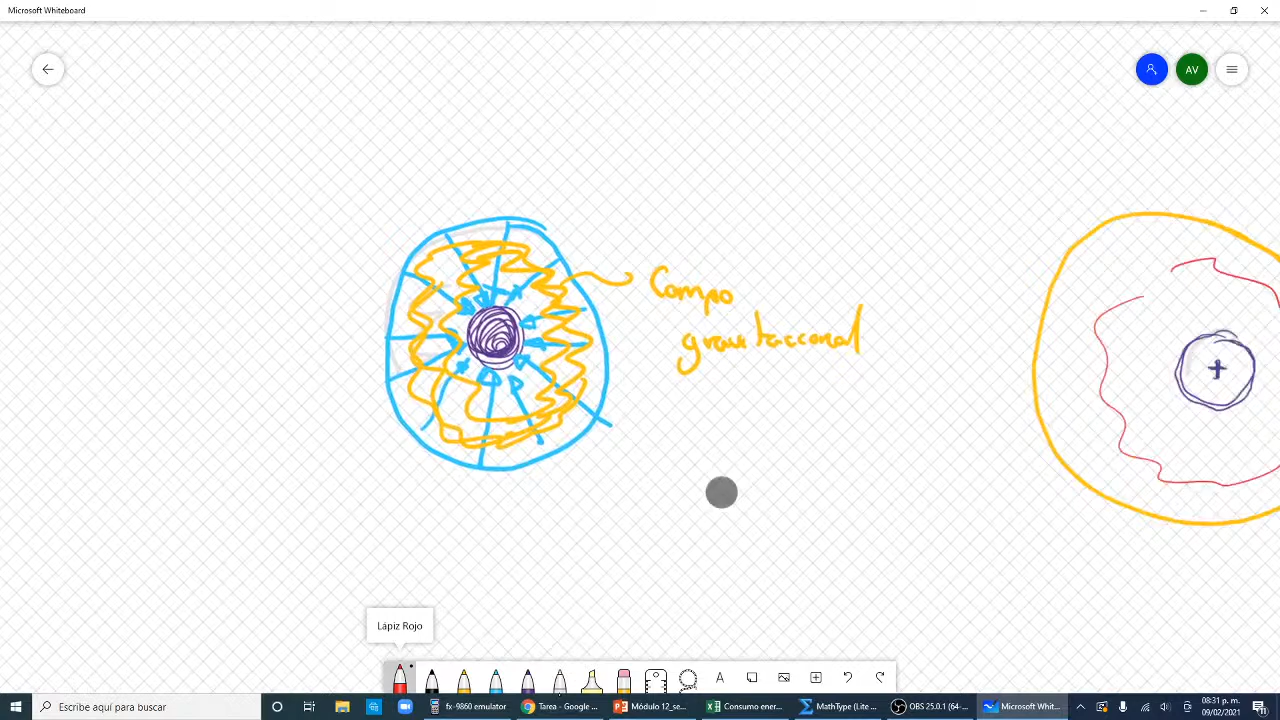 Microsoft Whiteboard
AV
Campo
gravitacional
+
Lápiz Rojo
A
Escribe aquí para buscar
fx-9860 emulator
Tarea - Google ...
Módulo 12_se...
Consumo ener...
MathType (Lite ...
OBS 25.0.1 (64-...
Microsoft Whit...
08:31 p. m.
09/02/2021